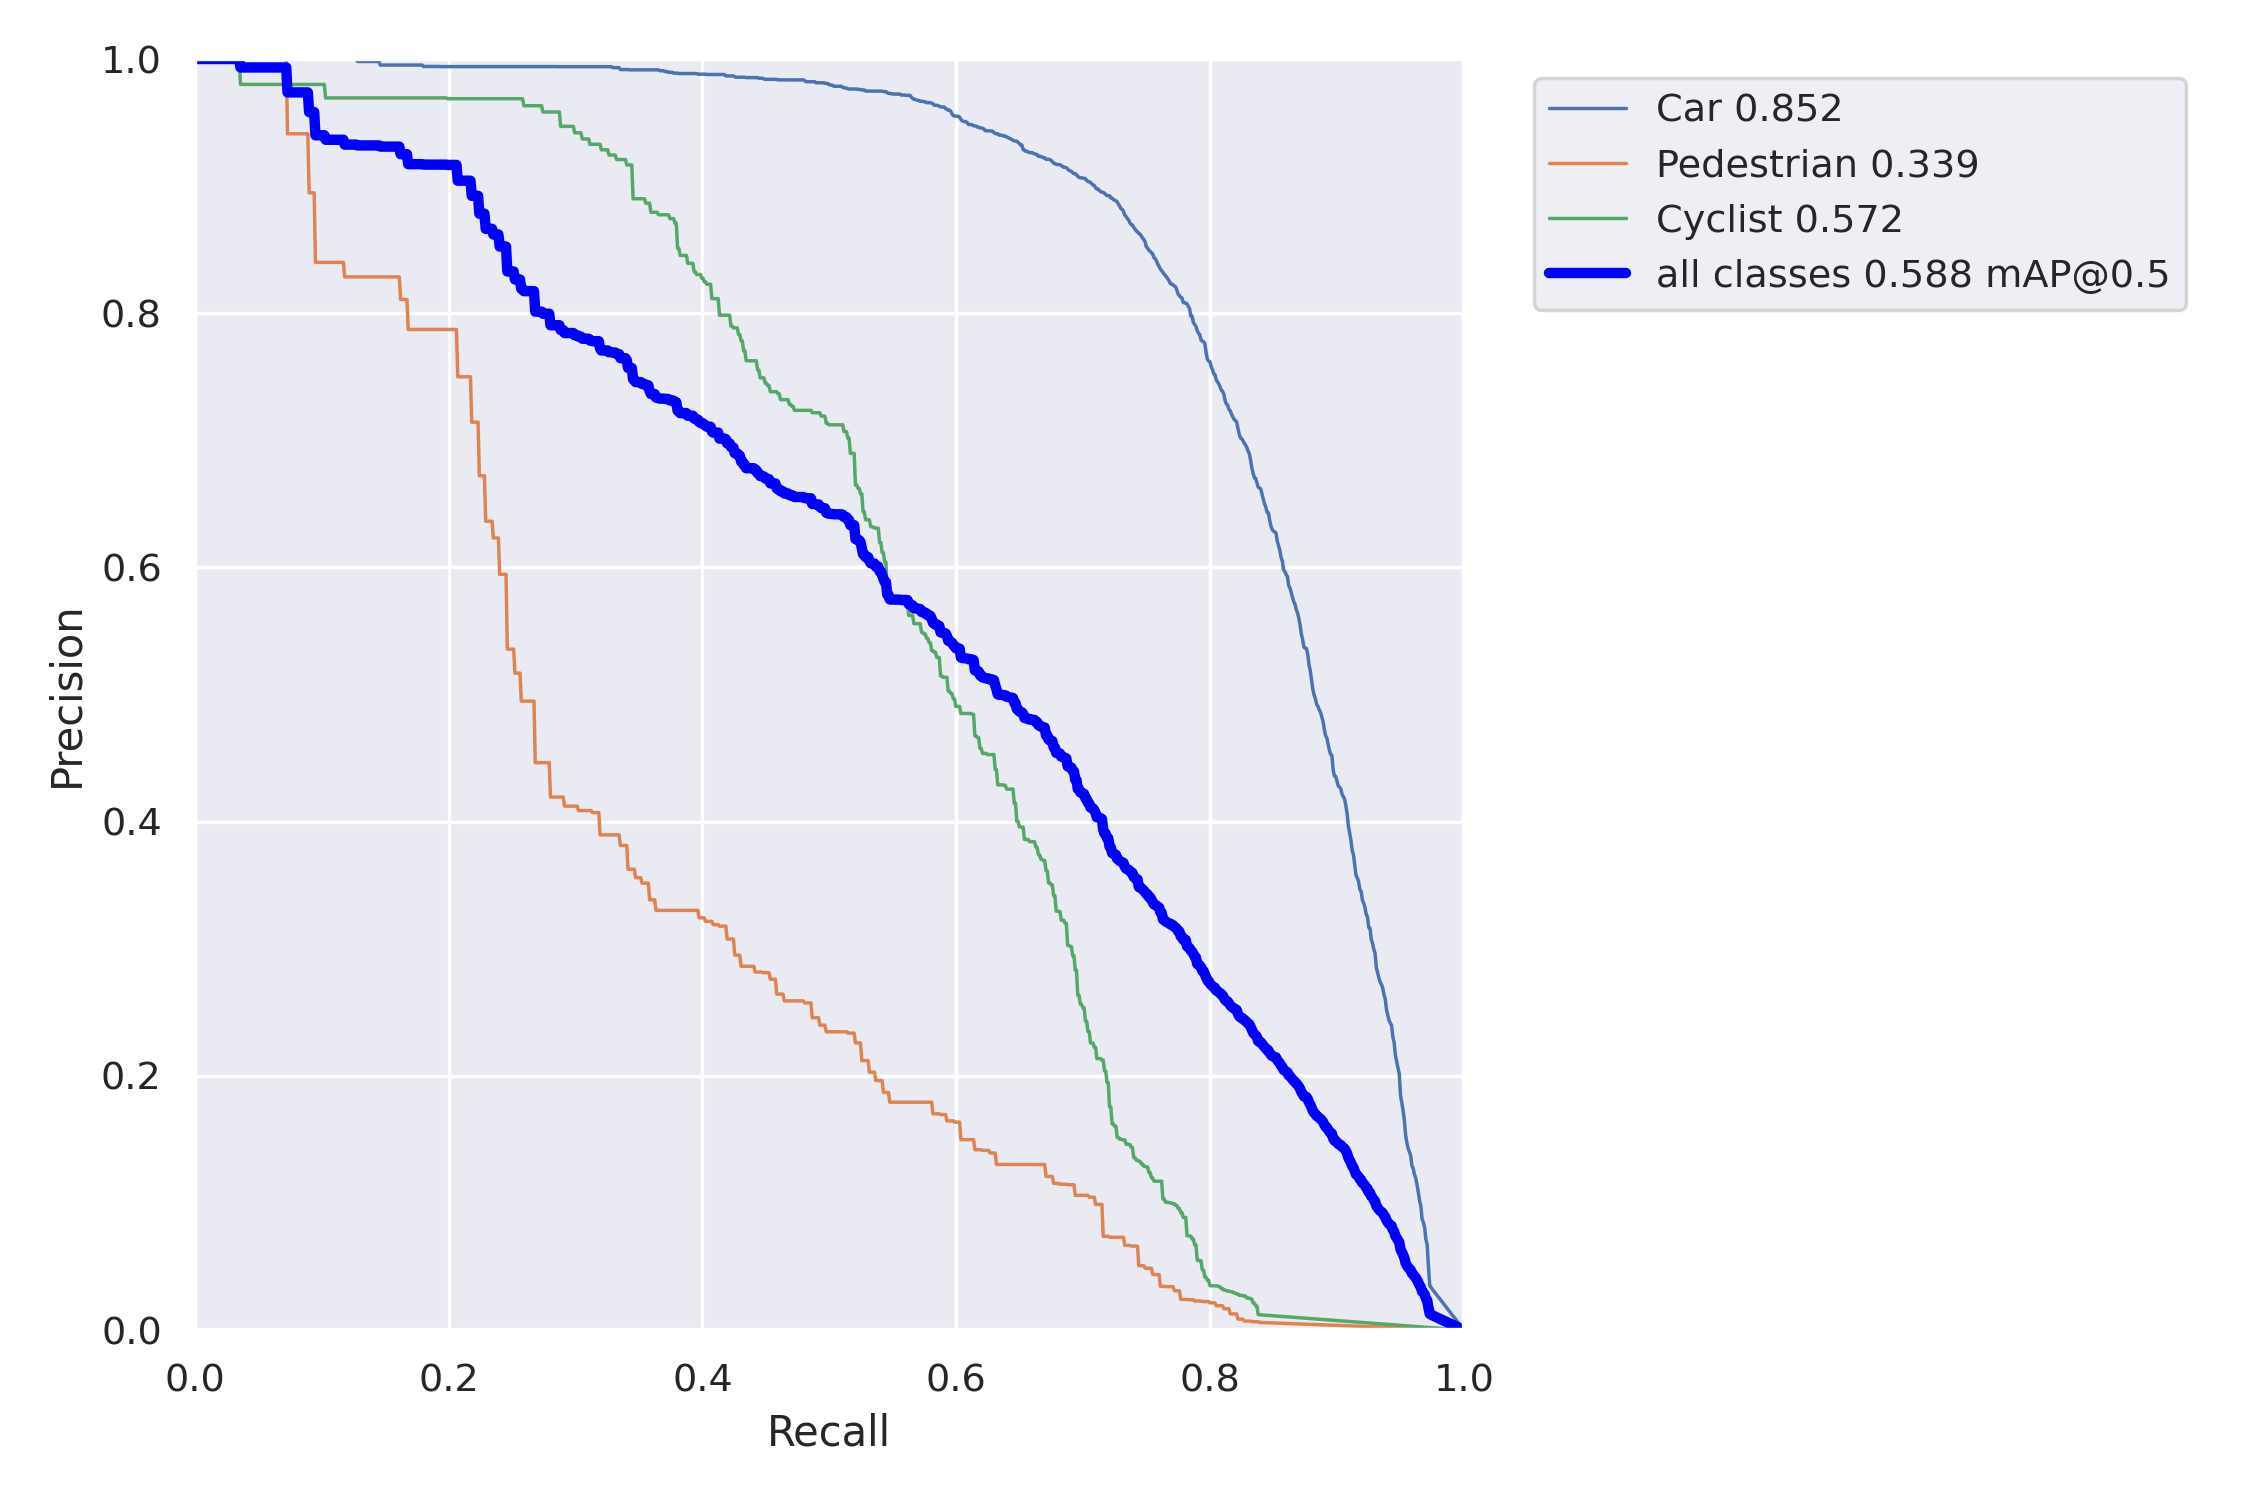 1.0
0.8
0.6
0.4
0.2
0.0
Precision
0.0 0.2 0.4 0.6 0.8 1.0
Recall
Car 0.852
Pedestrian 0.339
Cyclist 0.572
all classes 0.588 mAP@0.5